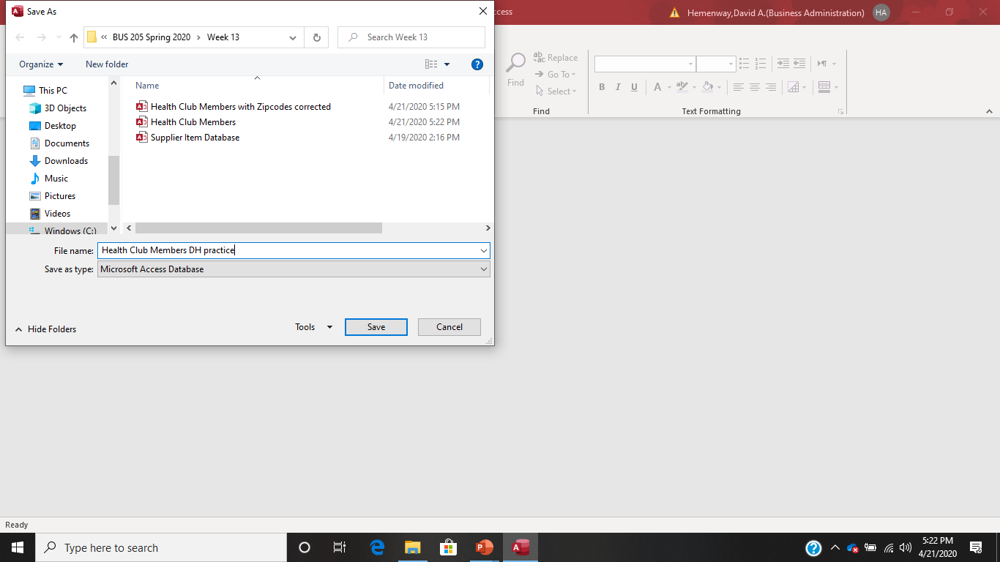 Save As
ccess
Hemenway,David A.(Business Administration)
HA
« BUS 205 Spring 2020 › Week 13
Search Week 13
Organize
New folder
?
Replace
Go To
Select
Find
Find
B I U A
Text Formatting
This PC
3D Objects
Desktop
Documents
Downloads
Music
Pictures
Videos
Windows (C:)
Name
Date modified
Health Club Members with Zipcodes corrected 4/21/2020 5:15 PM
Health Club Members 4/21/2020 5:22 PM
Supplier Item Database 4/19/2020 2:16 PM
File name: Health Club Members DH practice
Save as type: Microsoft Access Database
Hide Folders
Tools
Save
Cancel
Ready
Type here to search
5:22 PM
4/21/2020